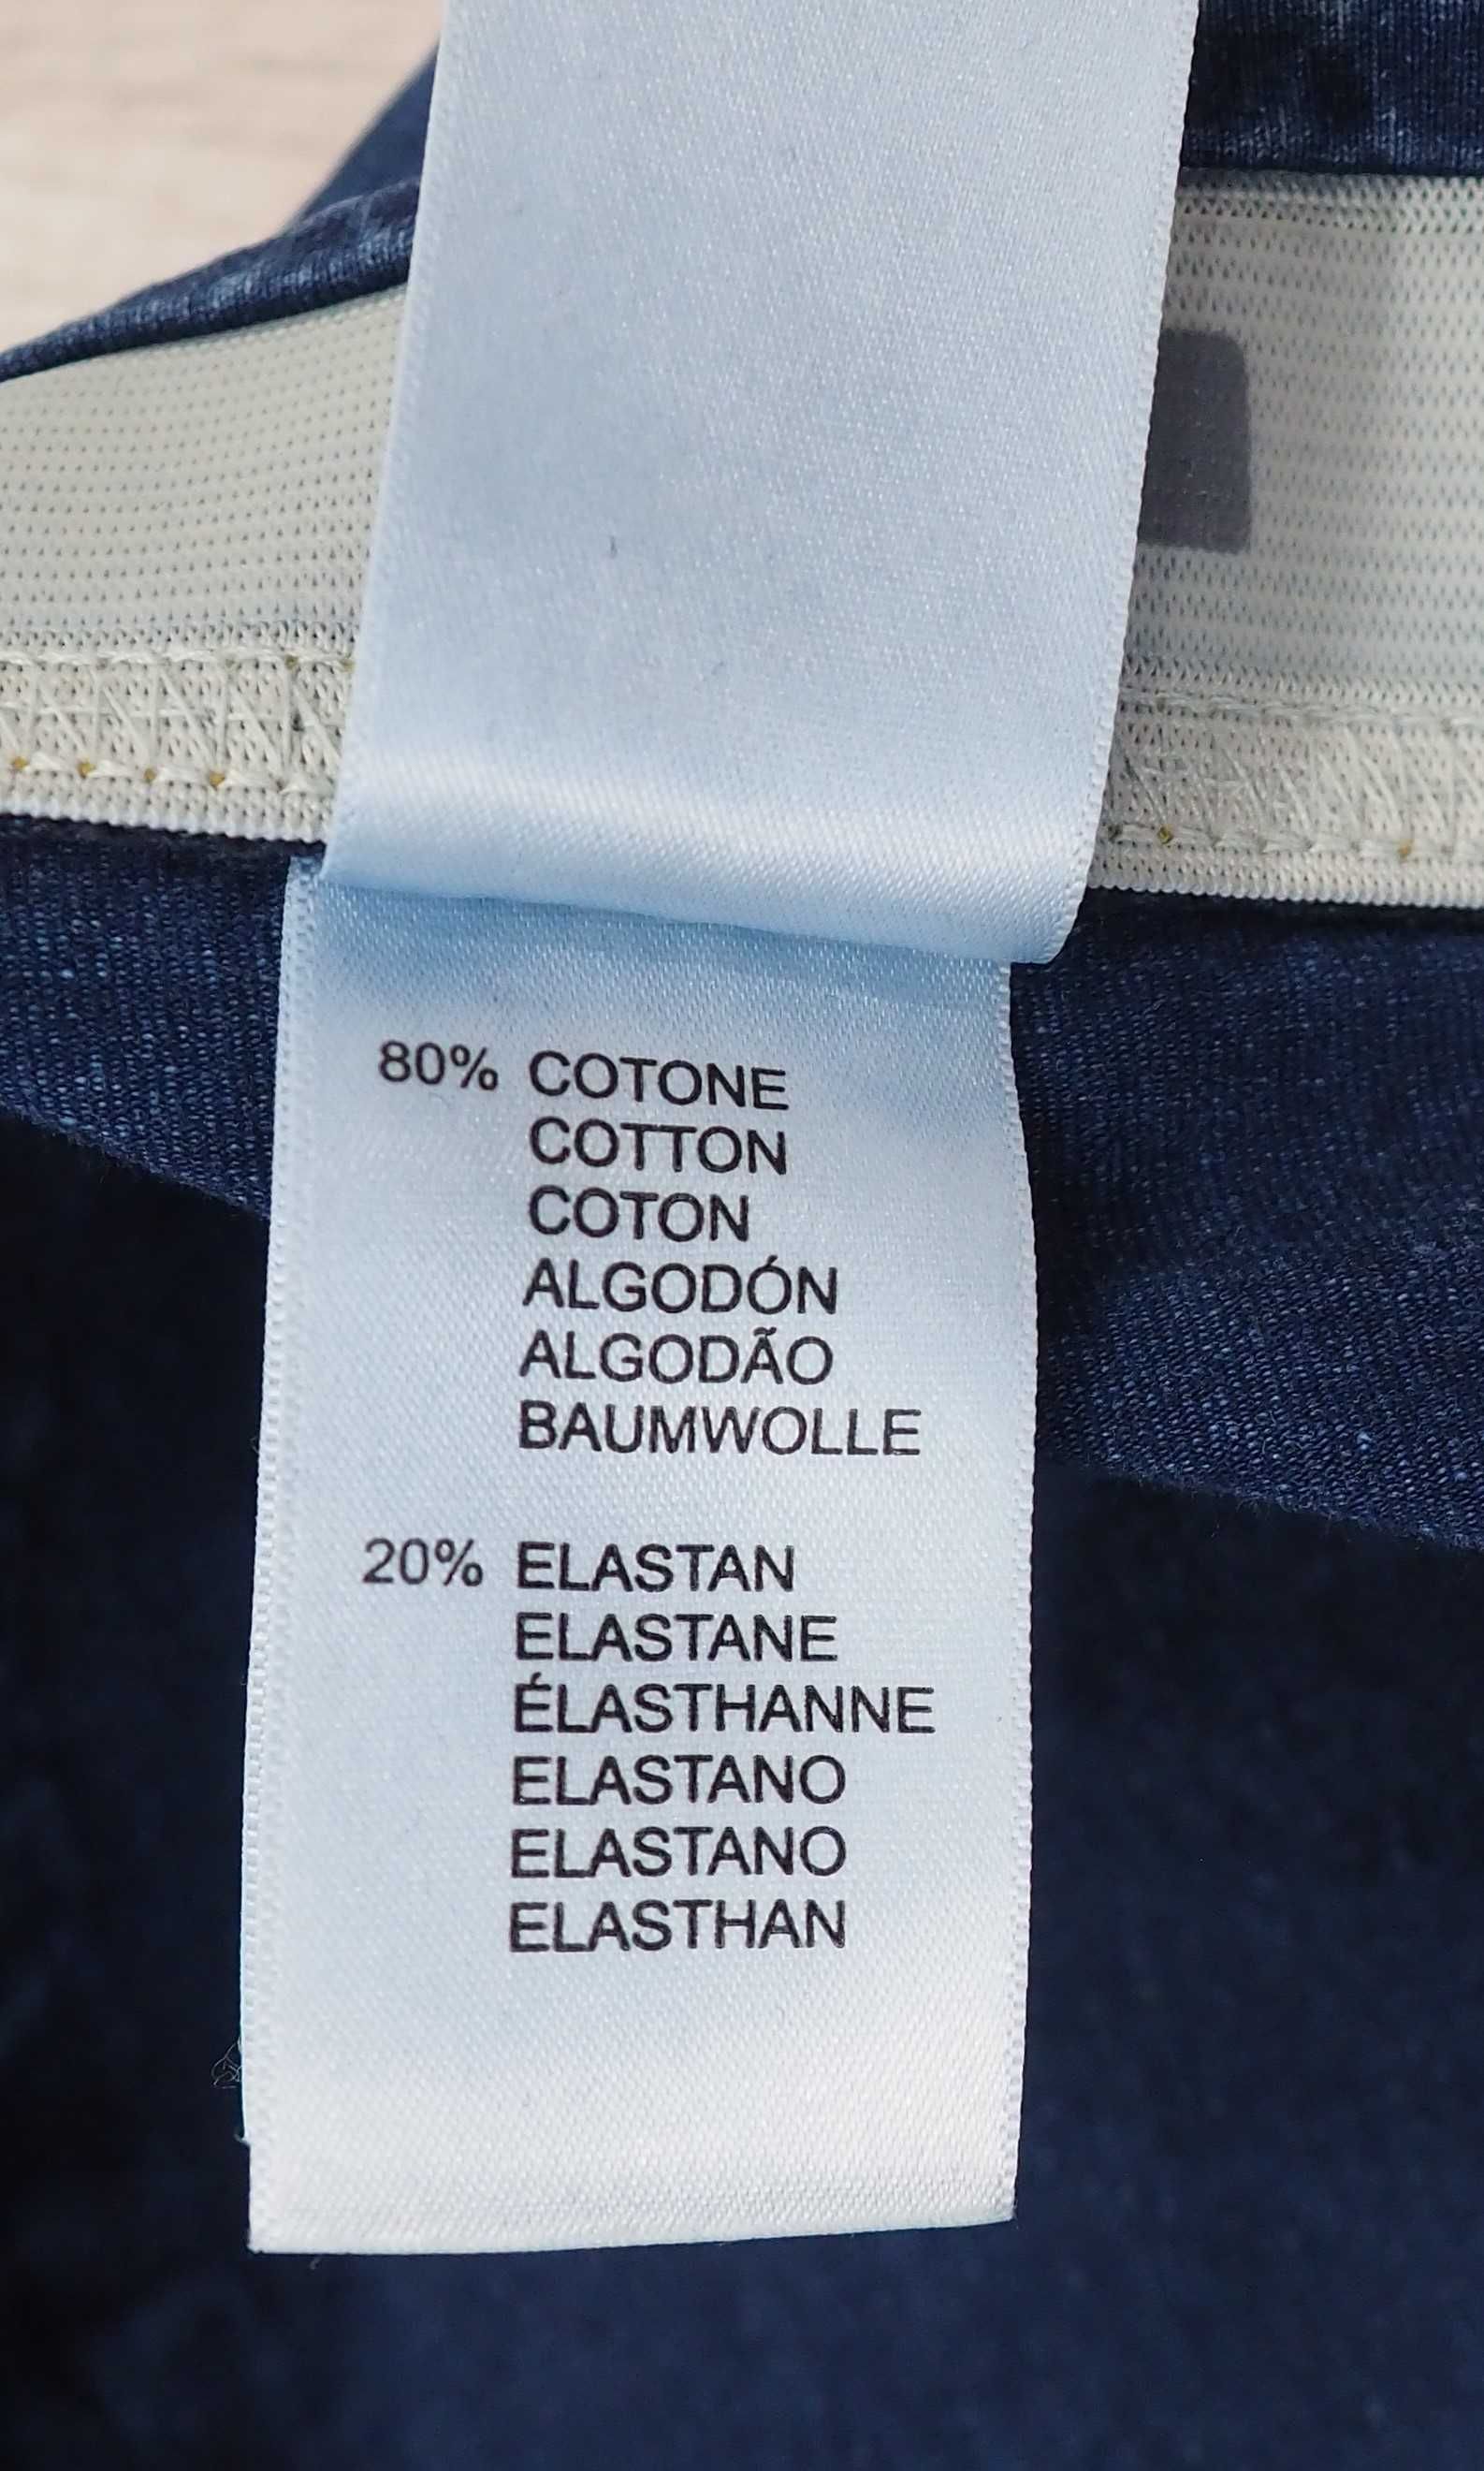 80% COTONE
COTTON
COTON
ALGODÓN
ALGODÃO
BAUMWOLLE
20% ELASTAN
ELASTANE
ÉLASTHANNE
ELASTANO
ELASTANO
ELASTHAN